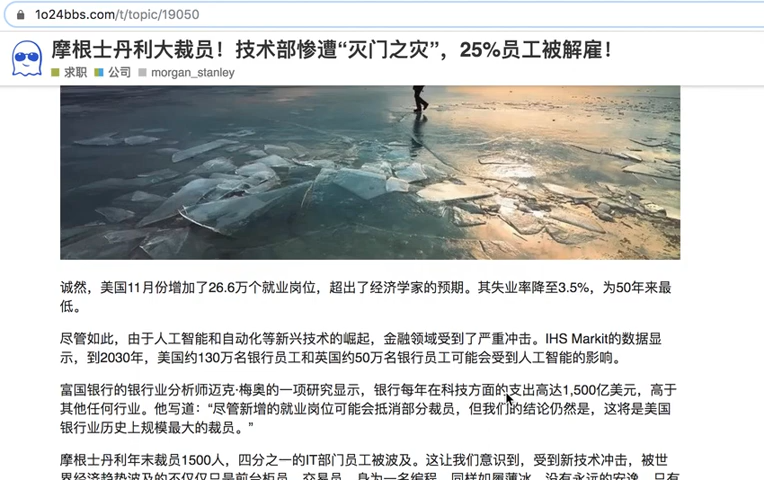 1o24bbs.com/t/topic/19050
摩根士丹利大裁员！技术部惨遭“灭门之灾”，25%员工被解雇！
求职 公司 morgan_stanley
诚然，美国11月份增加了26.6万个就业岗位，超出了经济学家的预期。其失业率降至3.5%，为50年来最
低。
尽管如此，由于人工智能和自动化等新兴技术的崛起，金融领域受到了严重冲击。IHS Markit的数据显
示，到2030年，美国约130万名银行员工和英国约50万名银行员工可能会受到人工智能的影响。
富国银行的银行业分析师迈克·梅奥的一项研究显示，银行每年在科技方面的支出高达1,500亿美元，高于
其他任何行业。他写道：“尽管新增的就业岗位可能会抵消部分裁员，但我们的结论仍然是，这将是美国
银行业历史上规模最大的裁员。”
摩根士丹利年末裁员1500人，四分之一的IT部门员工被波及。这让我们意识到，受到新技术冲击，被世
界经济趋势波及的不仅仅只是前台柜员、交易员，身为一名编程，同样如履薄冰，没有永远的安逸，只有